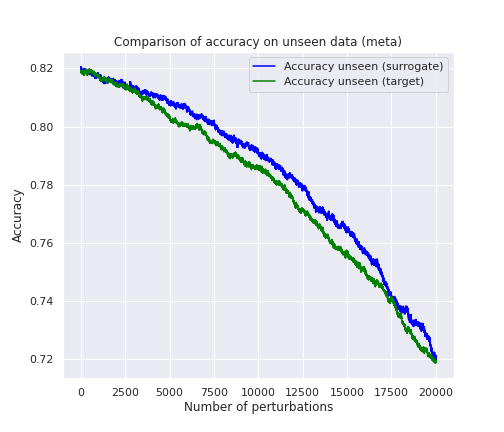 Comparison of accuracy on unseen data (meta)
Accuracy unseen (surrogate)
Accuracy unseen (target)
Accuracy
0.82
0.80
0.78
0.76
0.74
0.72
0 2500 5000 7500 10000 12500 15000 17500 20000
Number of perturbations